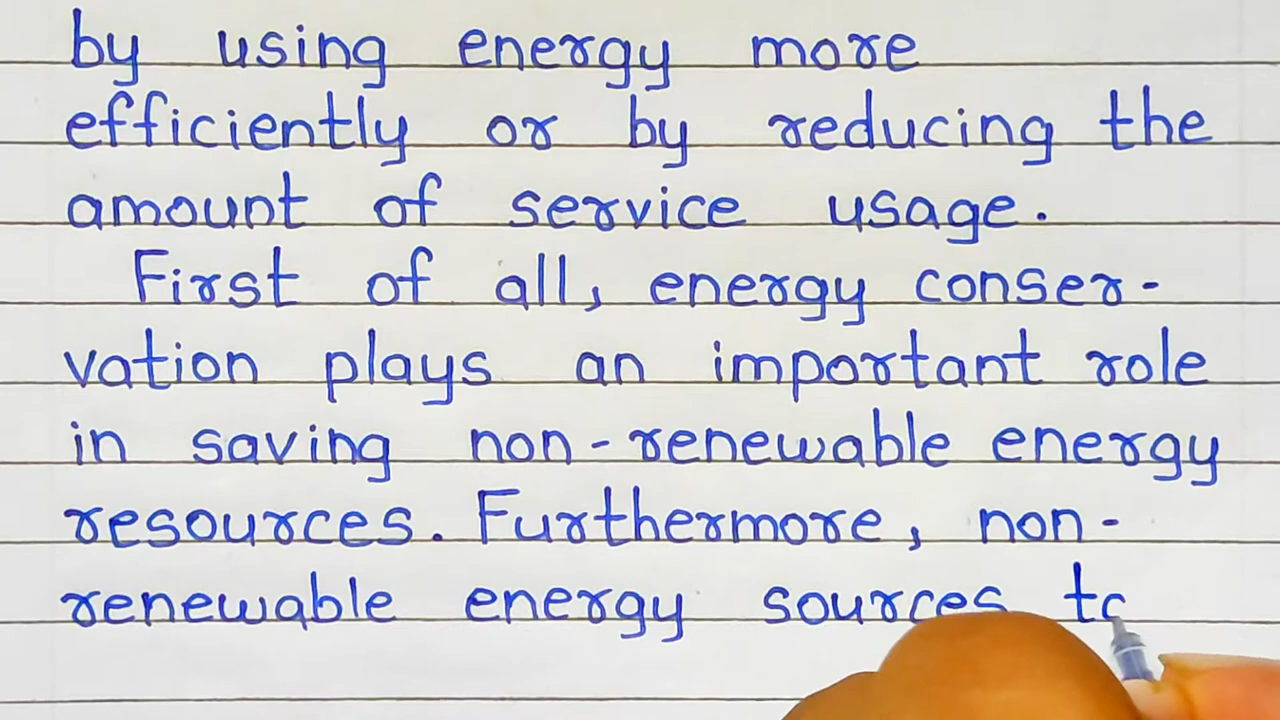 by using energy more
efficiently or by reducing the
amount of service usage.
First of all, energy conser-
vation plays an important role
in saving non-renewable energy
resources. Furthermore, non-
renewable energy sources